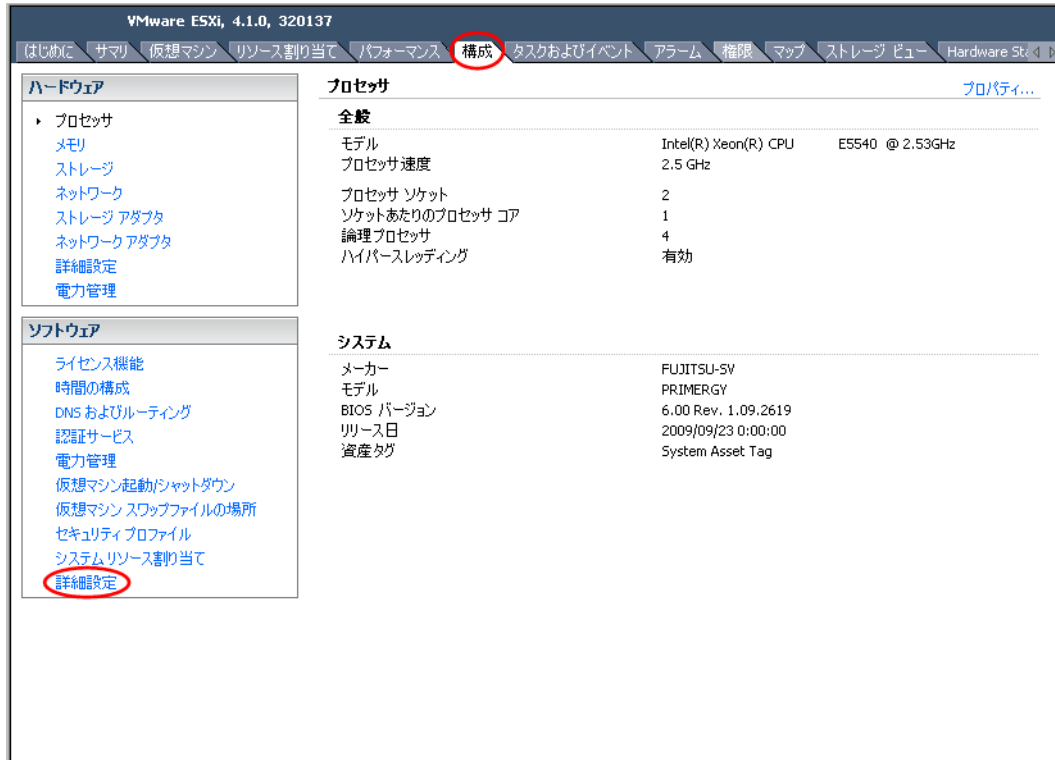 VMware ESXi, 4.1.0, 320137
はじめに サマリ 仮想マシン リソース割り当て パフォーマンス 構成 タスクおよびイベント アラーム 権限 マップ ストレージ ビュー Hardware Sta
ハードウェア
プロセッサ
メモリ
ストレージ
ネットワーク
ストレージ アダプタ
ネットワーク アダプタ
詳細設定
電力管理
ソフトウェア
ライセンス機能
時間の構成
DNS およびルーティング
認証サービス
電力管理
仮想マシン起動/シャットダウン
仮想マシン スワップファイルの場所
セキュリティ プロファイル
システム リソース割り当て
詳細設定
プロセッサ プロパティ...
全般
モデル Intel(R) Xeon(R) CPU E5540 @ 2.53GHz
プロセッサ速度 2.5 GHz
プロセッサ ソケット 2
ソケットあたりのプロセッサ コア 1
論理プロセッサ 4
ハイパースレッディング 有効
システム
メーカー FUJITSU-SV
モデル PRIMERGY
BIOS バージョン 6.00 Rev. 1.09.2619
リリース日 2009/09/23 0:00:00
資産タグ System Asset Tag